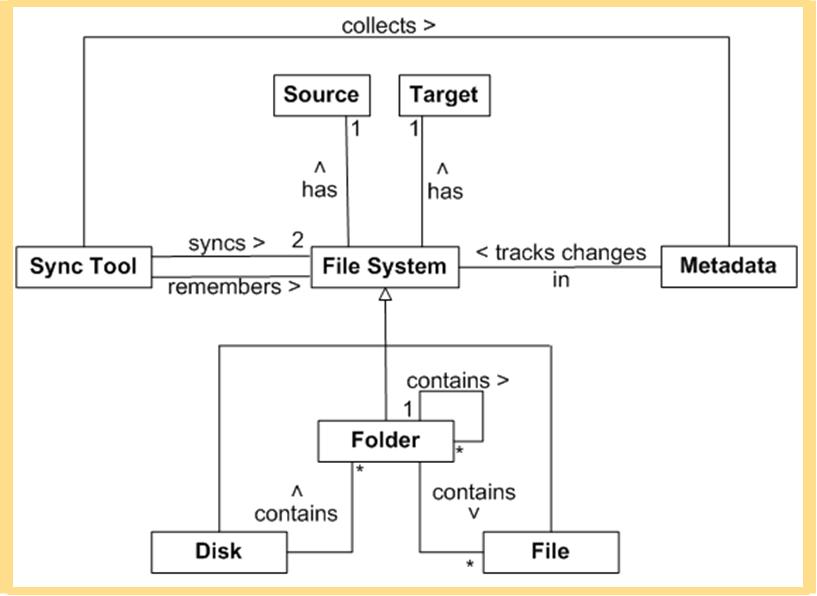 collects >
Source
Target
1
1
^
has
^
has
syncs >
2
Sync Tool
File System
< tracks changes
in
Metadata
remembers >
contains >
1
Folder
*
*
^
contains
contains
v
Disk
File
*